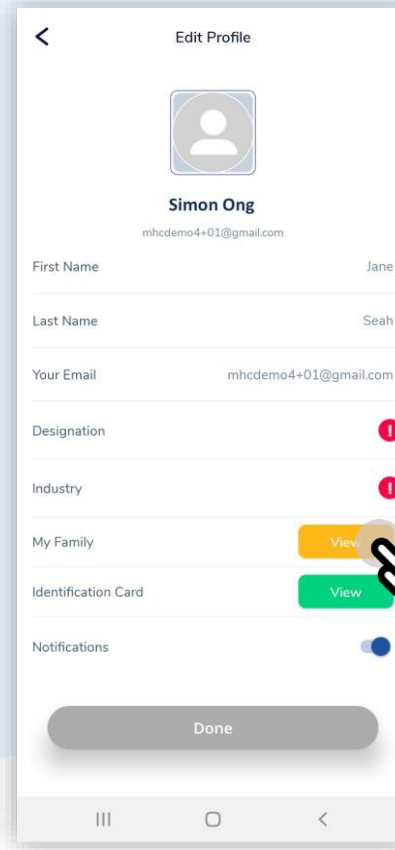 Edit Profile
Simon Ong
mhcdemo4+01@gmail.com
First Name Jane
Last Name Seah
Your Email mhcdemo4+01@gmail.com
Designation !
Industry !
My Family View
Identification Card View
Notifications
Done